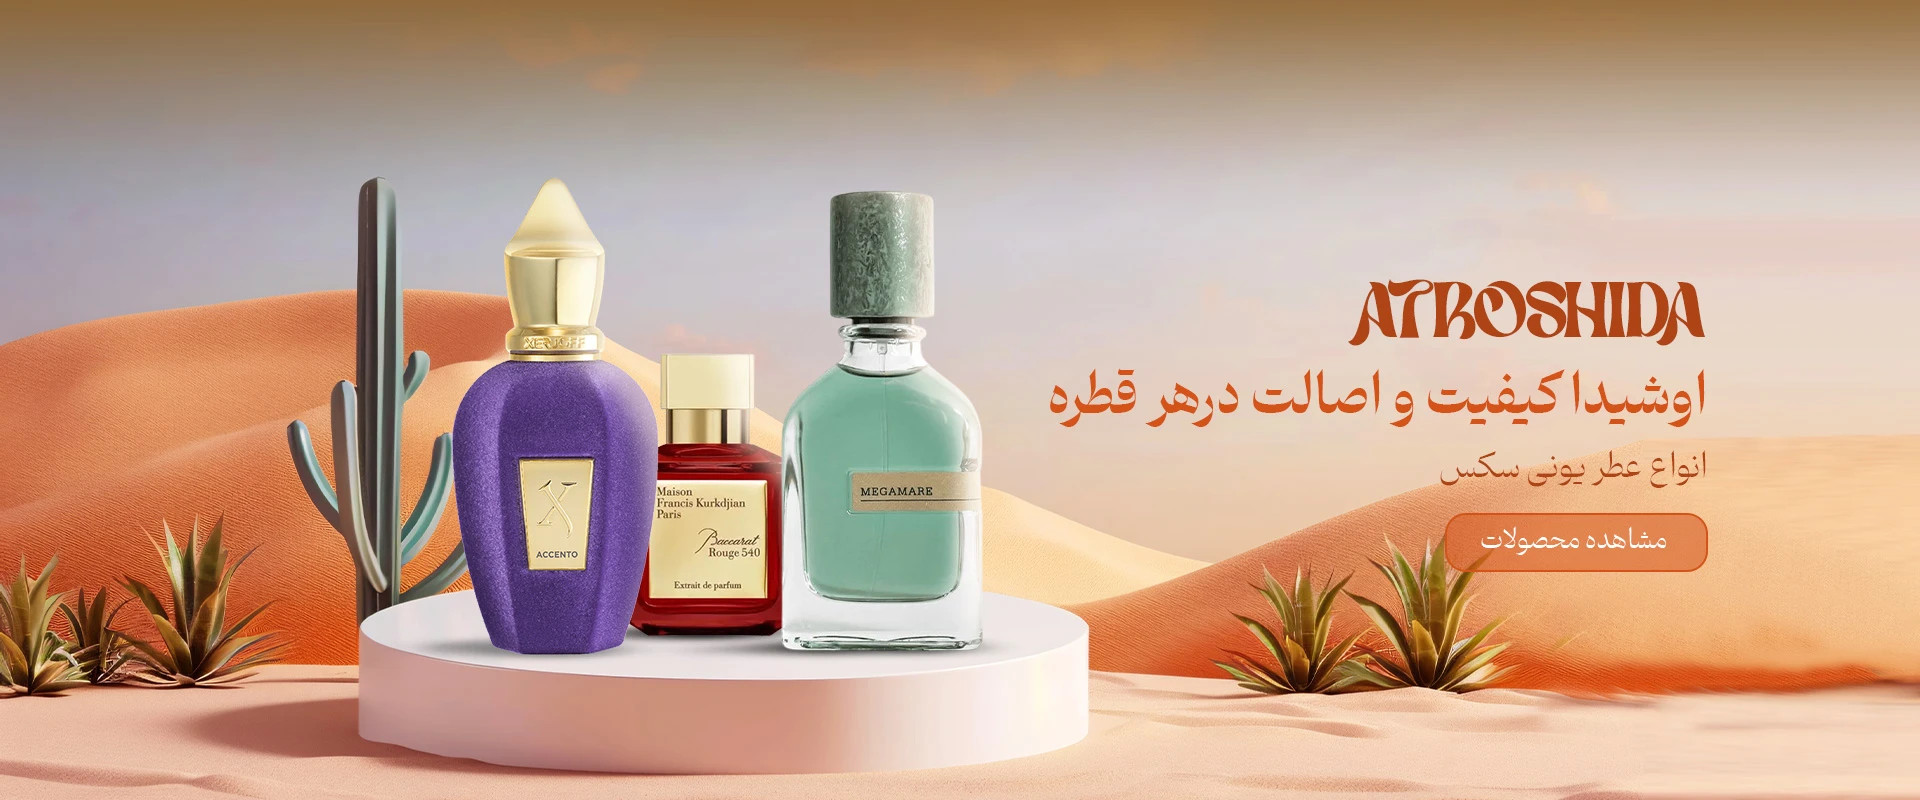 ATROSHIDA
اوشیدا کیفیت و اصالت درهر قطره
انواع عطر یونی سکس
مشاهده محصولات
XERJOFF
X
ACCENTO
Maison
Francis Kurkdjian
Paris
Baccarat
Rouge 540
Extrait de parfum
MEGAMARE